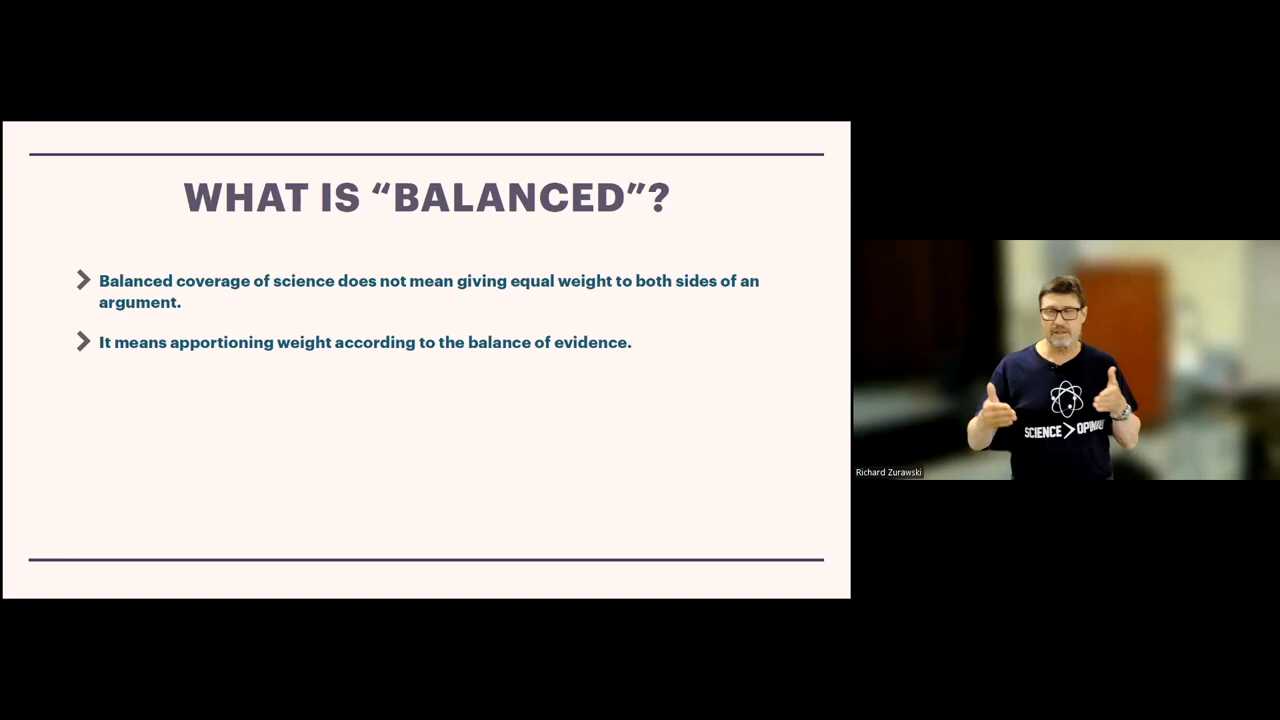 WHAT IS “BALANCED”?
Balanced coverage of science does not mean giving equal weight to both sides of an
argument.
It means apportioning weight according to the balance of evidence.
SCIENCE>OPINI
Richard Zurawski